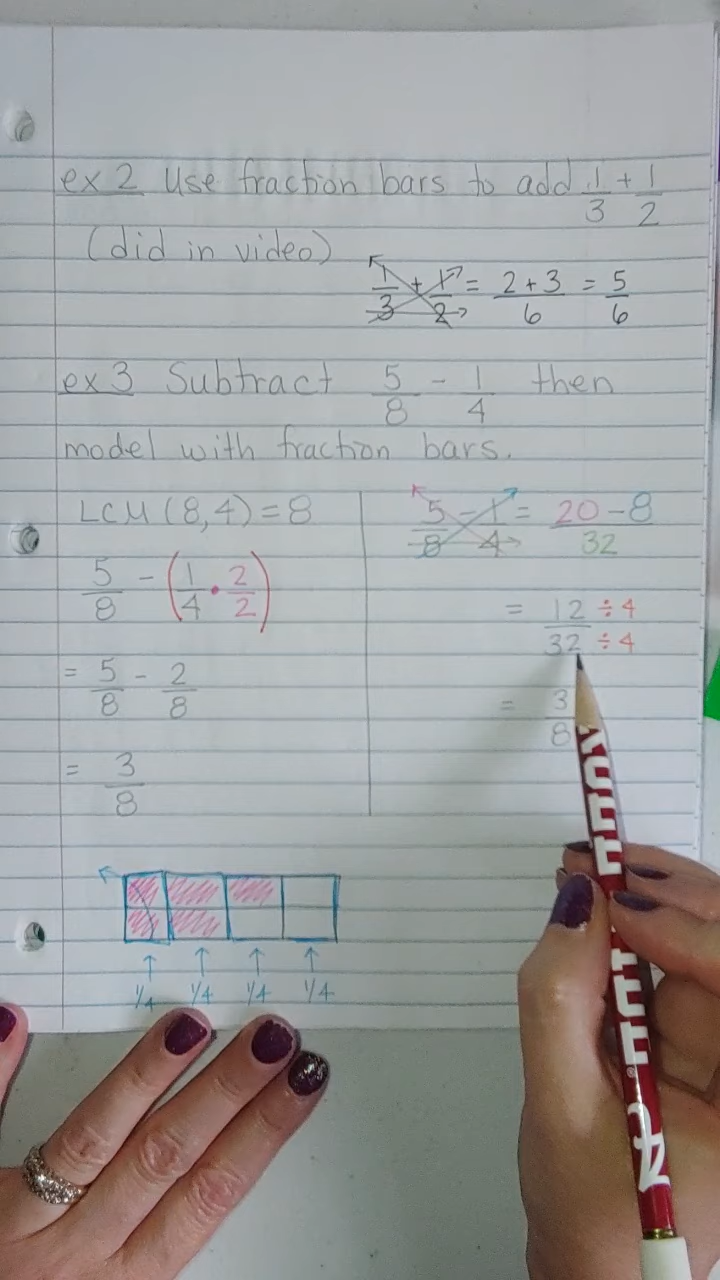 ex 2 Use fraction bars to add 1/3 + 1/2
(did in video)
1/3 + 1/2 = 2+3/6 = 5/6
ex 3 Subtract 5/8 - 1/4 then
model with fraction bars.
LCM (8,4) = 8
5/8 - (1/4 • 2/2)
= 5/8 - 2/8
= 3/8
5/8 - 1/4 = 20-8/32
= 12/32 ÷4/÷4
= 3/8
1/4 1/4 1/4 1/4